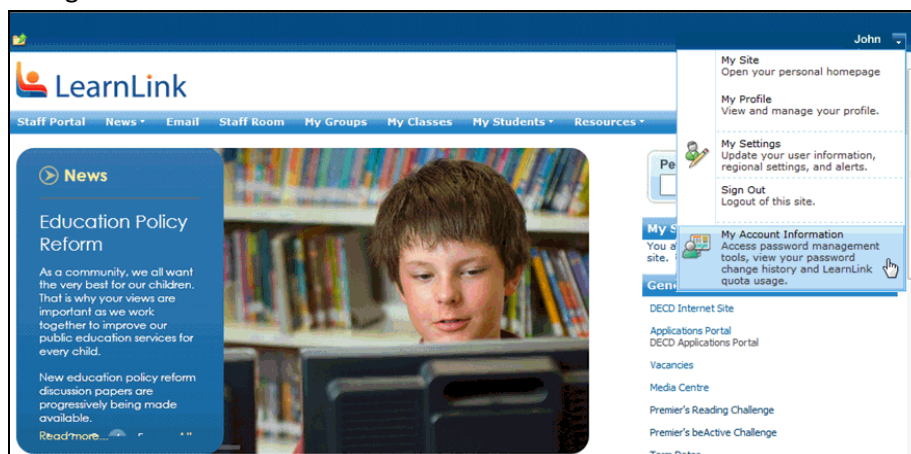 John
LearnLink
Staff Portal News Email Staff Room My Groups My Classes My Students Resources
My Site
Open your personal homepage
My Profile
View and manage your profile.
My Settings
Update your user information,
regional settings, and alerts.
Sign Out
Logout of this site.
My Account Information
Access password management
tools, view your password
change history and LearnLink
quota usage.
News
Education Policy
Reform
As a community, we all want
the very best for our children.
That is why your views are
important as we work
together to improve our
public education services for
every child.
New education policy reform
discussion papers are
progressively being made
available.
Read more...
Pe
My S
You a
site.
Gene
DECD Internet Site
Applications Portal
DECD Applications Portal
Vacancies
Media Centre
Premier's Reading Challenge
Premier's beActive Challenge